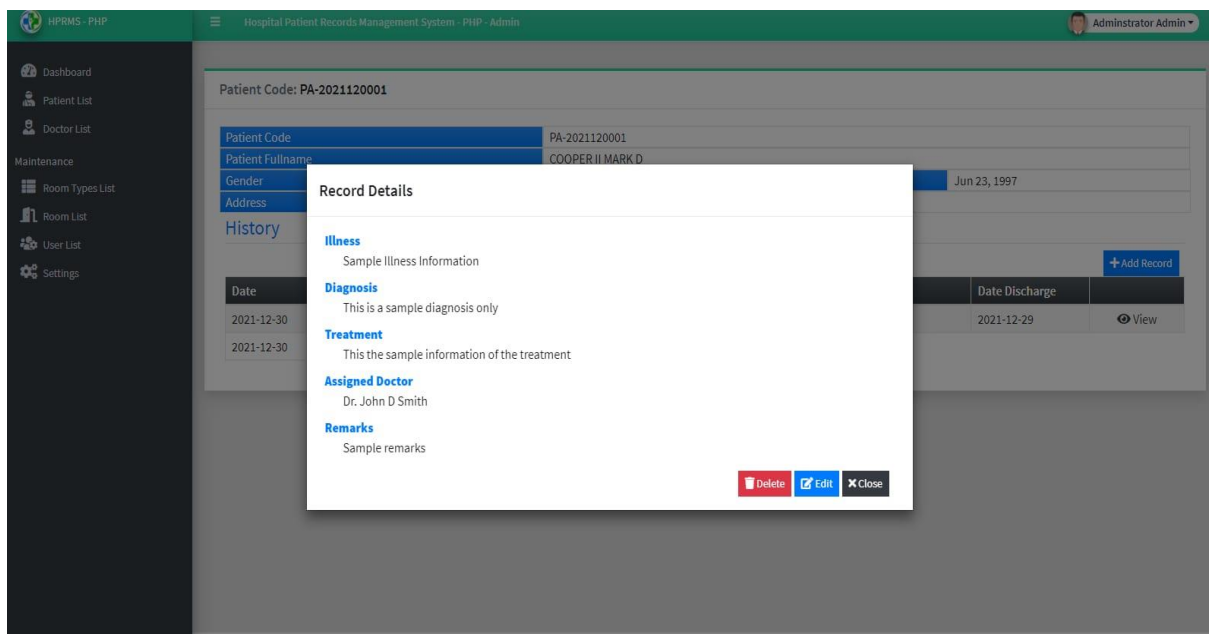 HPRMS - PHP
Hospital Patient Records Management System - PHP - Admin
Adminstrator Admin
Dashboard
Patient List
Doctor List
Maintenance
Room Types List
Room List
User List
Settings
Patient Code: PA-2021120001
Patient Code PA-2021120001
Patient Fullname COOPER II MARK D
Gender Jun 23, 1997
Address
History
Add Record
Date Date Discharge
2021-12-30 2021-12-29 View
2021-12-30
Record Details
Illness
Sample Illness Information
Diagnosis
This is a sample diagnosis only
Treatment
This the sample information of the treatment
Assigned Doctor
Dr. John D Smith
Remarks
Sample remarks
Delete Edit Close